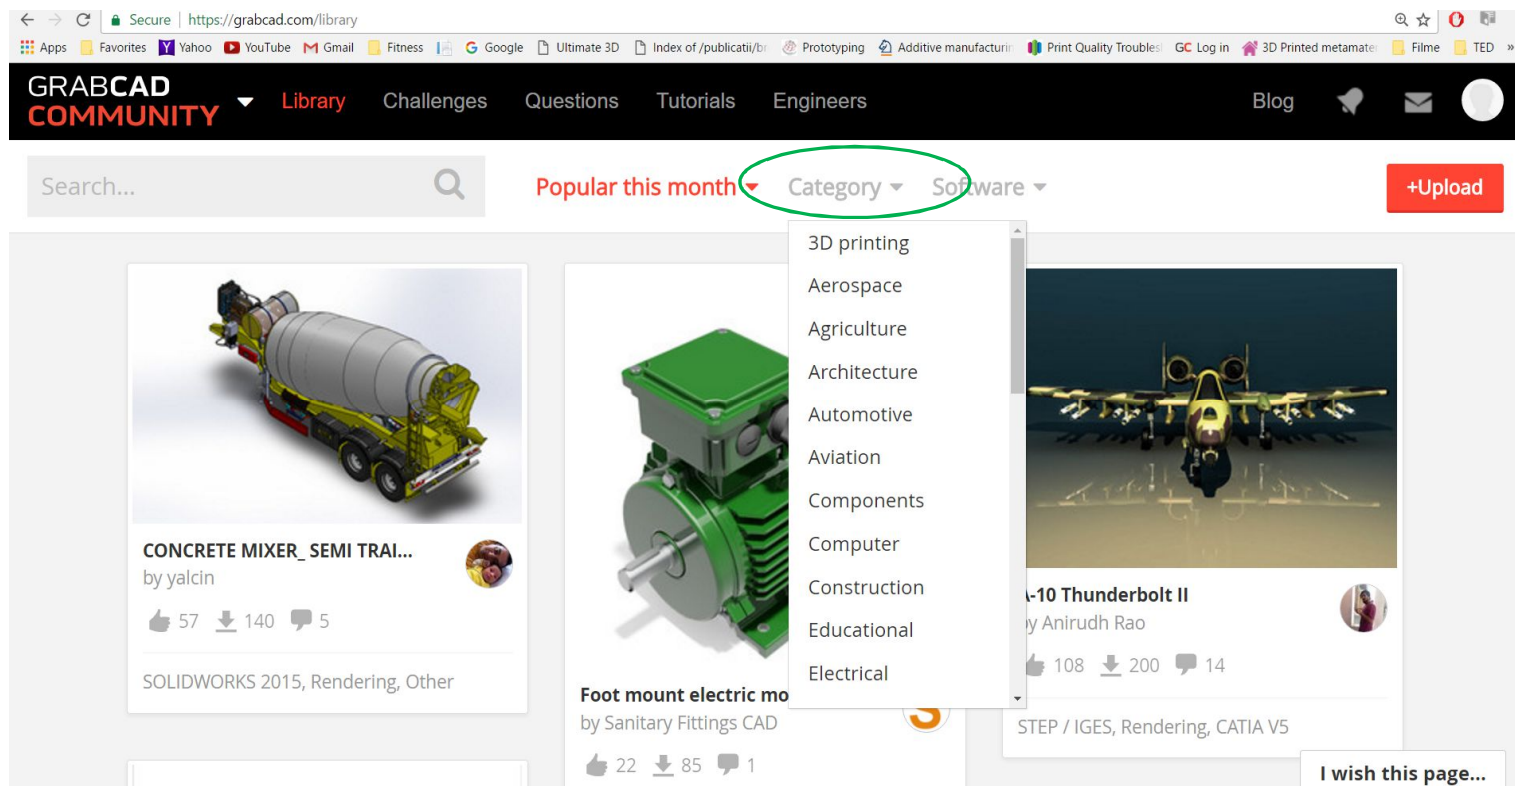 Secure https://grabcad.com/library
Apps Favorites Yahoo YouTube Gmail Fitness Google Ultimate 3D Index of /publicatii/br Prototyping Additive manufacturin Print Quality Troubles GC Log in 3D Printed metamater Filme TED »
GRABCAD
COMMUNITY
Library Challenges Questions Tutorials Engineers Blog
Search... Popular this month Category Software +Upload
3D printing
Aerospace
Agriculture
Architecture
Automotive
Aviation
Components
Computer
Construction
Educational
Electrical
CONCRETE MIXER_ SEMI TRAI...
by yalcin
57 140 5
SOLIDWORKS 2015, Rendering, Other
Foot mount electric mo
by Sanitary Fittings CAD
22 85 1
A-10 Thunderbolt II
by Anirudh Rao
108 200 14
STEP / IGES, Rendering, CATIA V5
I wish this page...